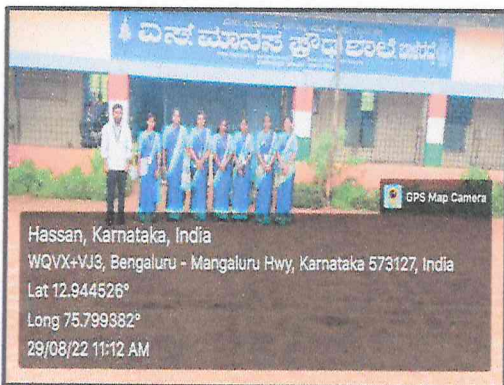 ಎಸ್. ಮಾನಸ ಪ್ರೌಢ ಶಾಲೆ
GPS Map Camera
Hassan, Karnataka, India
WQVX+VJ3, Bengaluru - Mangaluru Hwy, Karnataka 573127, India
Lat 12.944526°
Long 75.799382°
29/08/22 11:12 AM